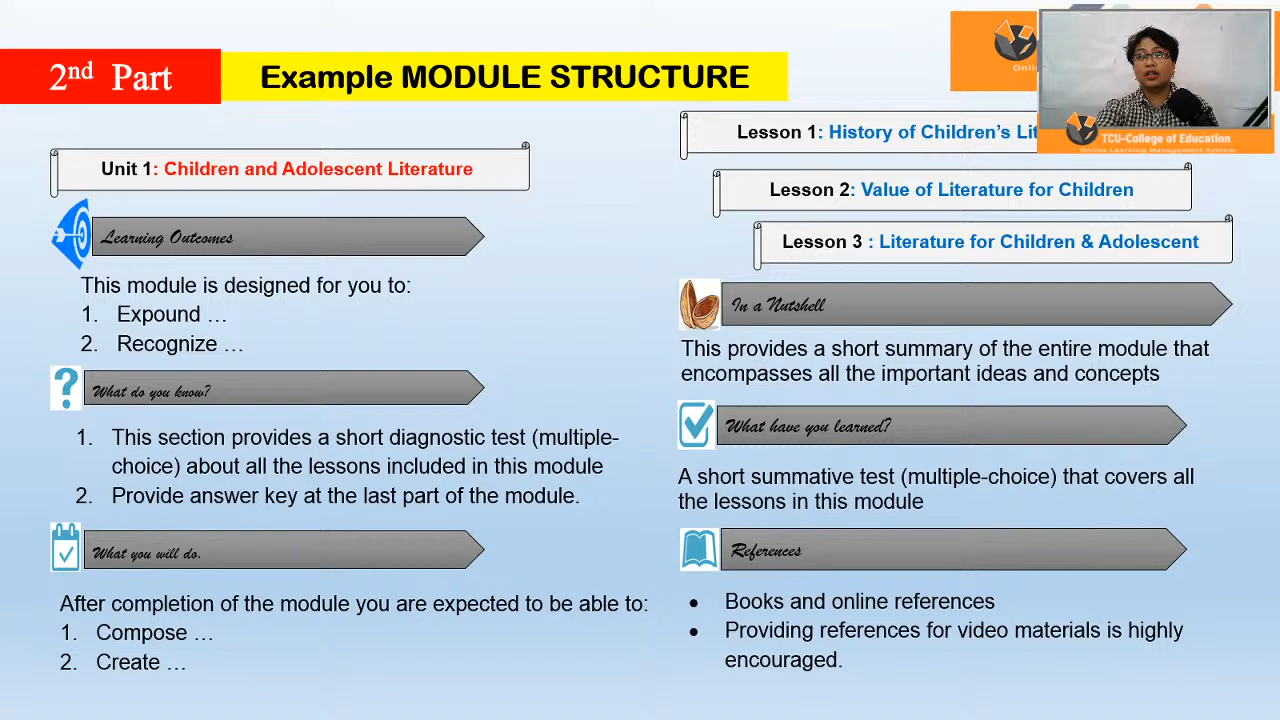 2nd Part
Example MODULE STRUCTURE
Unit 1: Children and Adolescent Literature
Learning Outcomes
This module is designed for you to:
1. Expound …
2. Recognize …
What do you know?
1. This section provides a short diagnostic test (multiple-
choice) about all the lessons included in this module
2. Provide answer key at the last part of the module.
What you will do.
After completion of the module you are expected to be able to:
1. Compose …
2. Create …
Lesson 1: History of Children’s Lit
Lesson 2: Value of Literature for Children
Lesson 3 : Literature for Children & Adolescent
In a Nutshell
This provides a short summary of the entire module that
encompasses all the important ideas and concepts
What have you learned?
A short summative test (multiple-choice) that covers all
the lessons in this module
References
• Books and online references
• Providing references for video materials is highly
encouraged.
Onli
TCU-College of Education
Online Learning Management System